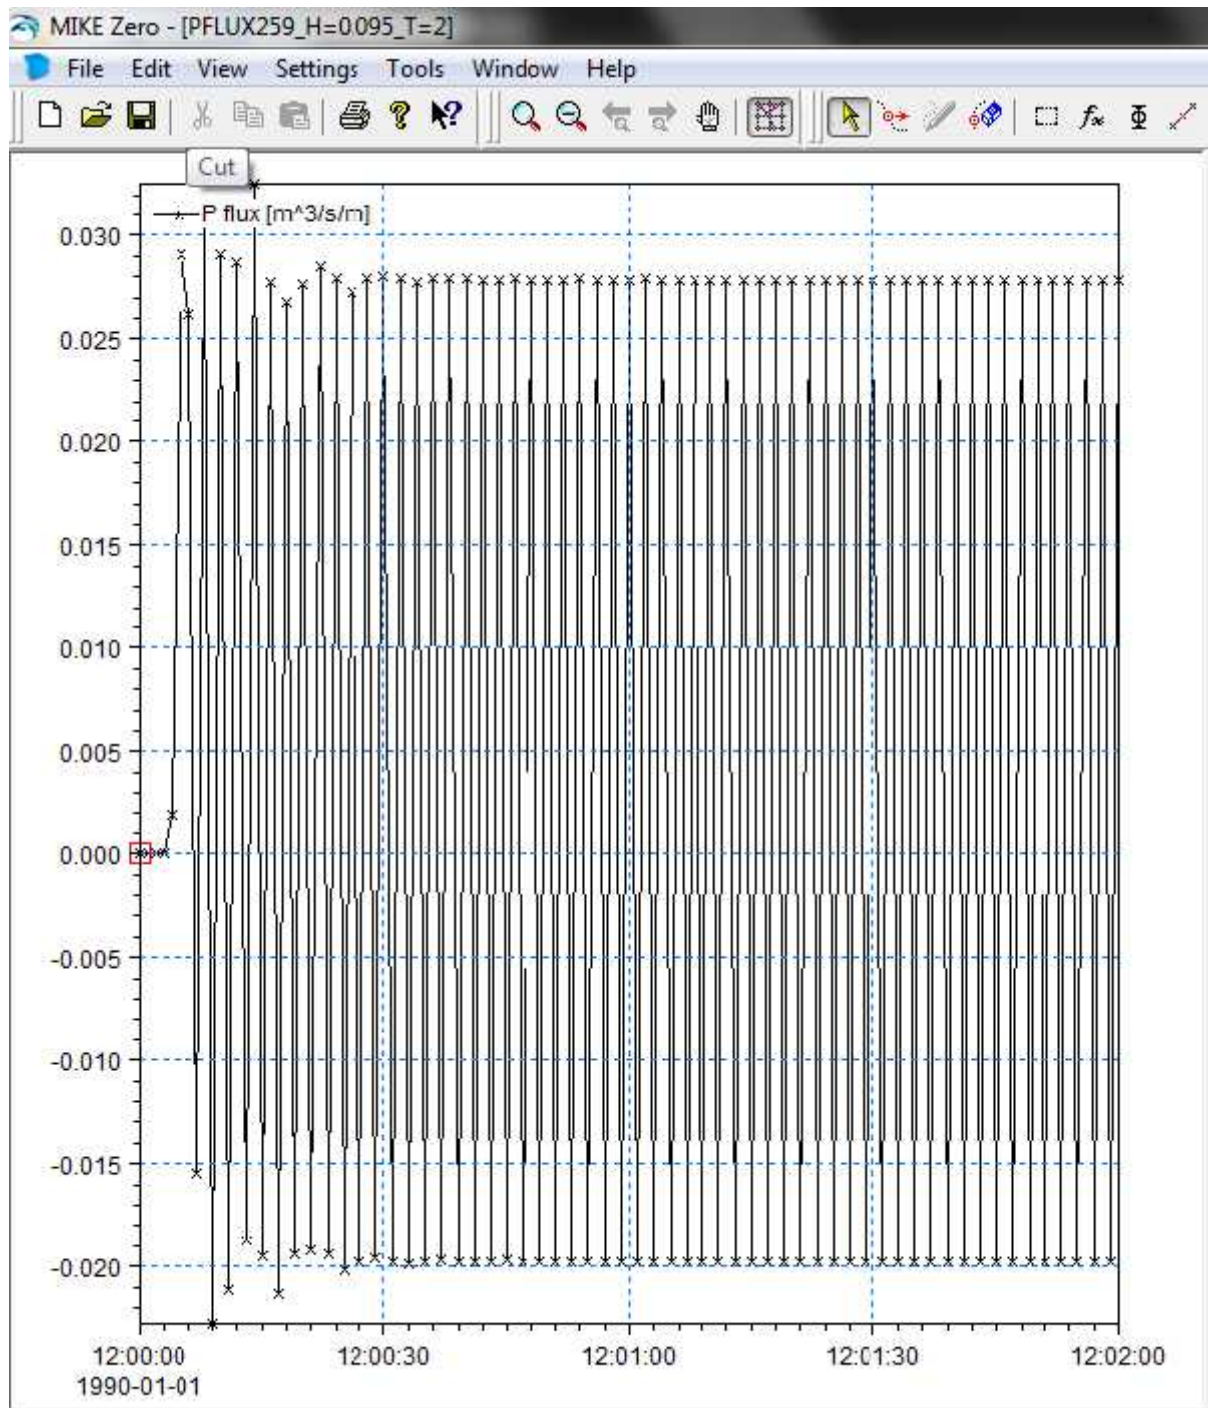 MIKE Zero - [PFLUX259_H=0.095_T=2]
File Edit View Settings Tools Window Help
Cut
P flux [m^3/s/m]
0.030
0.025
0.020
0.015
0.010
0.005
0.000
-0.005
-0.010
-0.015
-0.020
12:00:00 12:00:30 12:01:00 12:01:30 12:02:00
1990-01-01